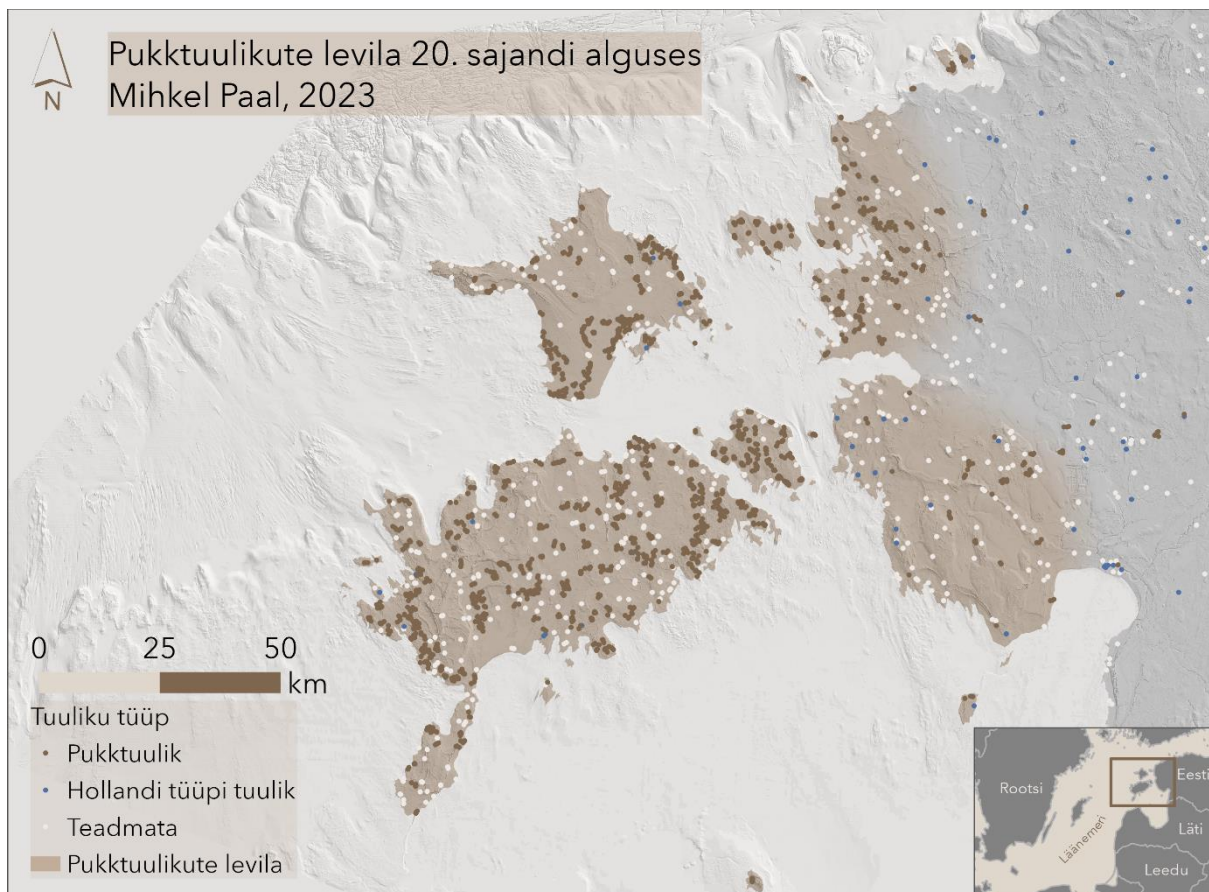 Pukktuulikute levila 20. sajandi alguses
Mihkel Paal, 2023
N
0 25 50
km
Tuuliku tüüp
Pukktuulik
Hollandi tüüpi tuulik
Teadmata
Pukktuulikute levila
Rootsi
Eesti
Läänemeri
Läti
Leedu